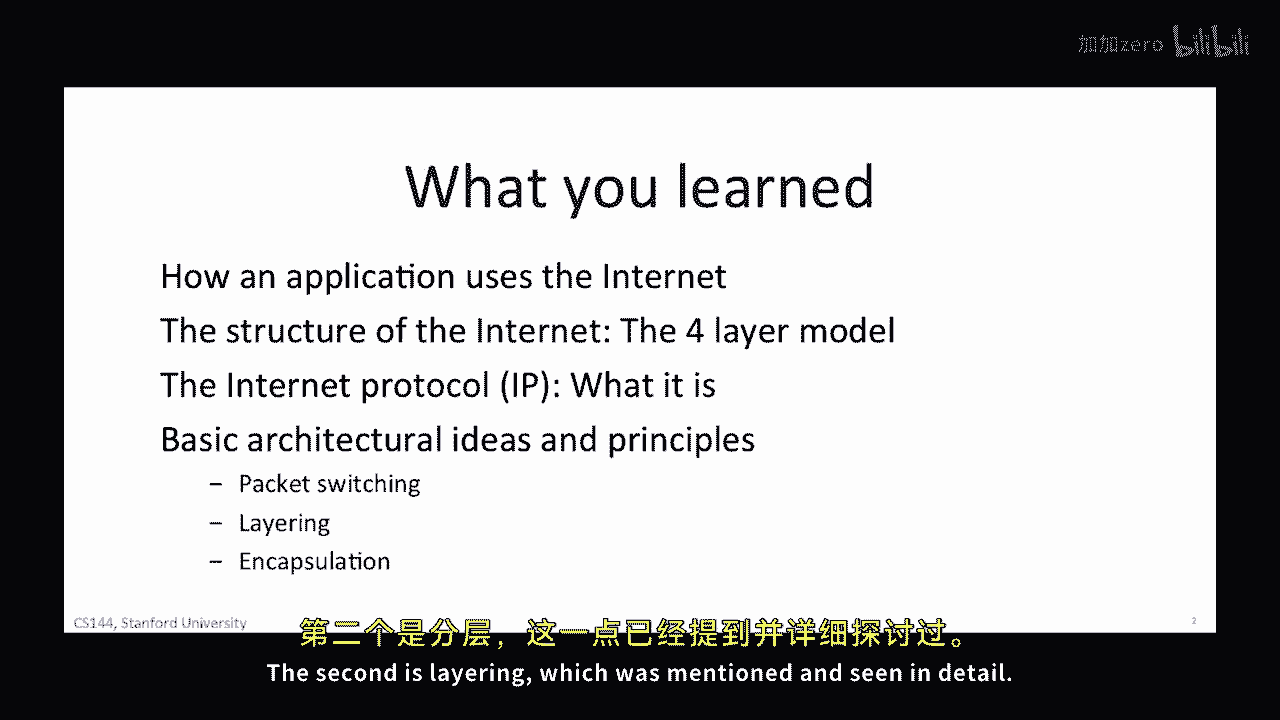 加加zero bilibili
What you learned
How an application uses the Internet
The structure of the Internet: The 4 layer model
The Internet protocol (IP): What it is
Basic architectural ideas and principles
– Packet switching
– Layering
– Encapsulation
CS144, Stanford University
2
第二个是分层，这一点已经提到并详细探讨过。
The second is layering, which was mentioned and seen in detail.